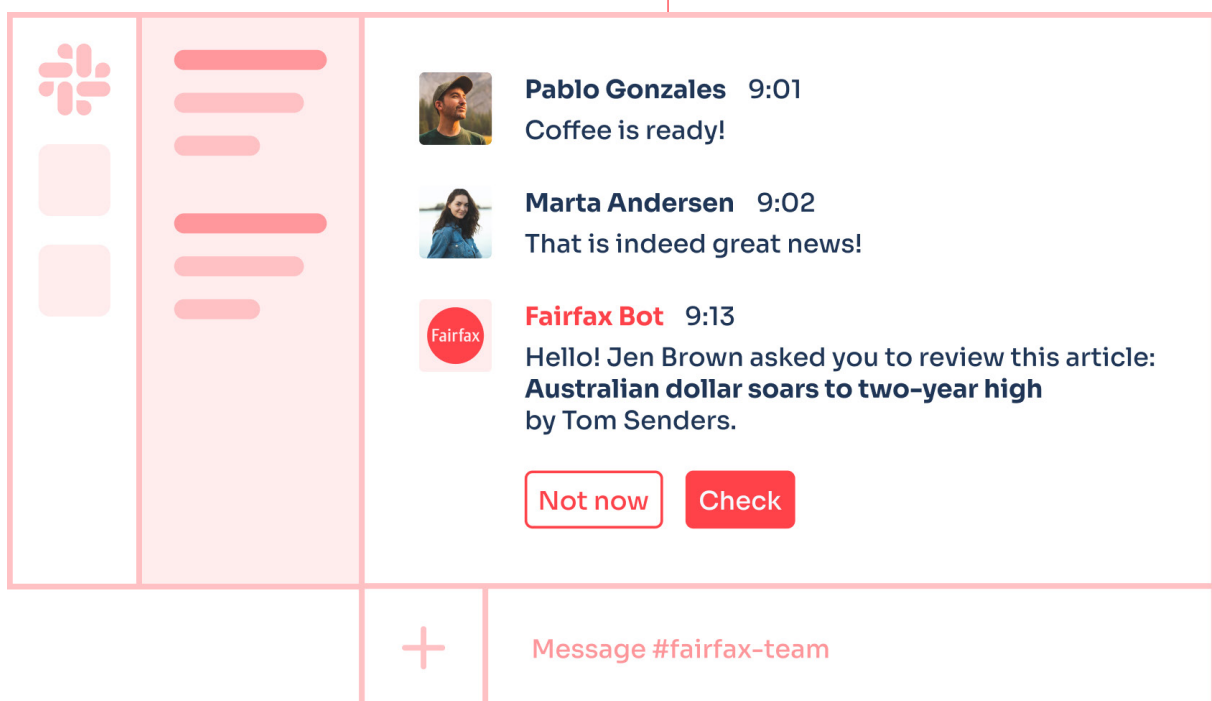 Pablo Gonzales 9:01
Coffee is ready!
Marta Andersen 9:02
That is indeed great news!
Fairfax
Fairfax Bot 9:13
Hello! Jen Brown asked you to review this article:
Australian dollar soars to two-year high
by Tom Senders.
Not now Check
Message #fairfax-team